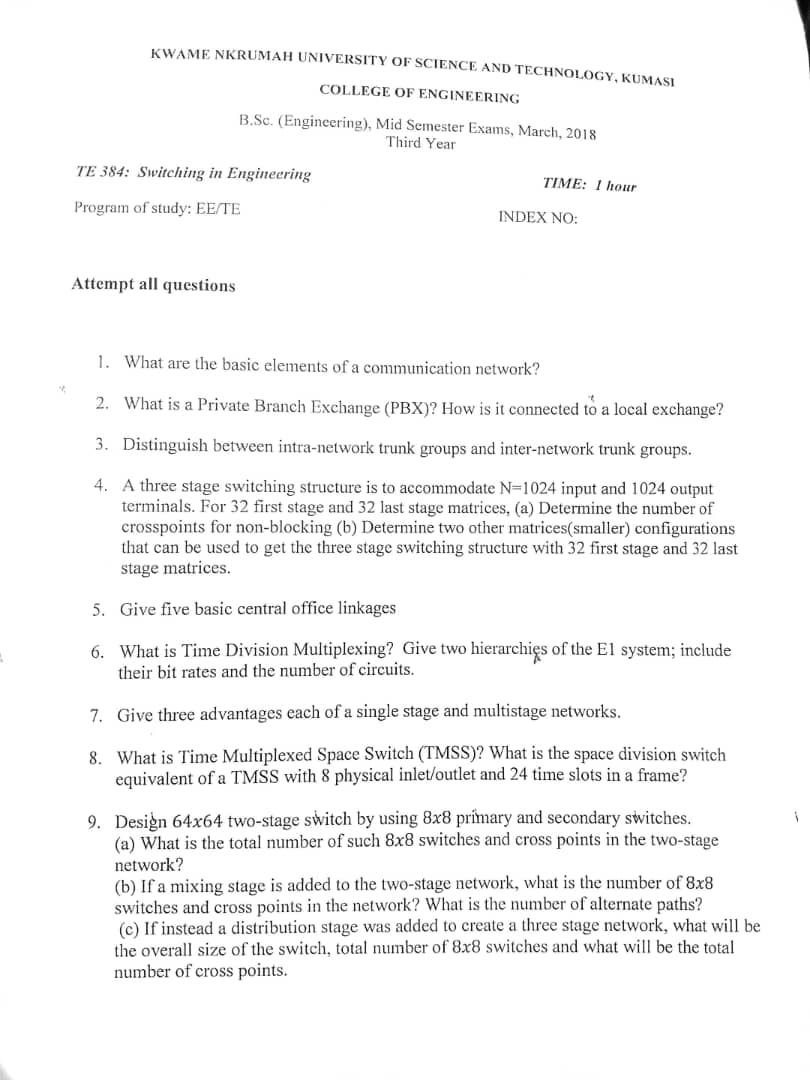 KWAME NKRUMAH UNIVERSITY OF SCIENCE AND TECHNOLOGY, KUMASI
COLLEGE OF ENGINEERING
B.Sc. (Engineering), Mid Semester Exams, March, 2018
Third Year
TE 384: Switching in Engineering
TIME: 1 hour
Program of study: EE/TE
INDEX NO:
Attempt all questions
1. What are the basic elements of a communication network?
2. What is a Private Branch Exchange (PBX)? How is it connected to a local exchange?
3. Distinguish between intra-network trunk groups and inter-network trunk groups.
4. A three stage switching structure is to accommodate N=1024 input and 1024 output
terminals. For 32 first stage and 32 last stage matrices, (a) Determine the number of
crosspoints for non-blocking (b) Determine two other matrices(smaller) configurations
that can be used to get the three stage switching structure with 32 first stage and 32 last
stage matrices.
5. Give five basic central office linkages
6. What is Time Division Multiplexing? Give two hierarchies of the E1 system; include
their bit rates and the number of circuits.
7. Give three advantages each of a single stage and multistage networks.
8. What is Time Multiplexed Space Switch (TMSS)? What is the space division switch
equivalent of a TMSS with 8 physical inlet/outlet and 24 time slots in a frame?
9. Design 64x64 two-stage switch by using 8x8 primary and secondary switches.
(a) What is the total number of such 8x8 switches and cross points in the two-stage
network?
(b) If a mixing stage is added to the two-stage network, what is the number of 8x8
switches and cross points in the network? What is the number of alternate paths?
(c) If instead a distribution stage was added to create a three stage network, what will be
the overall size of the switch, total number of 8x8 switches and what will be the total
number of cross points.